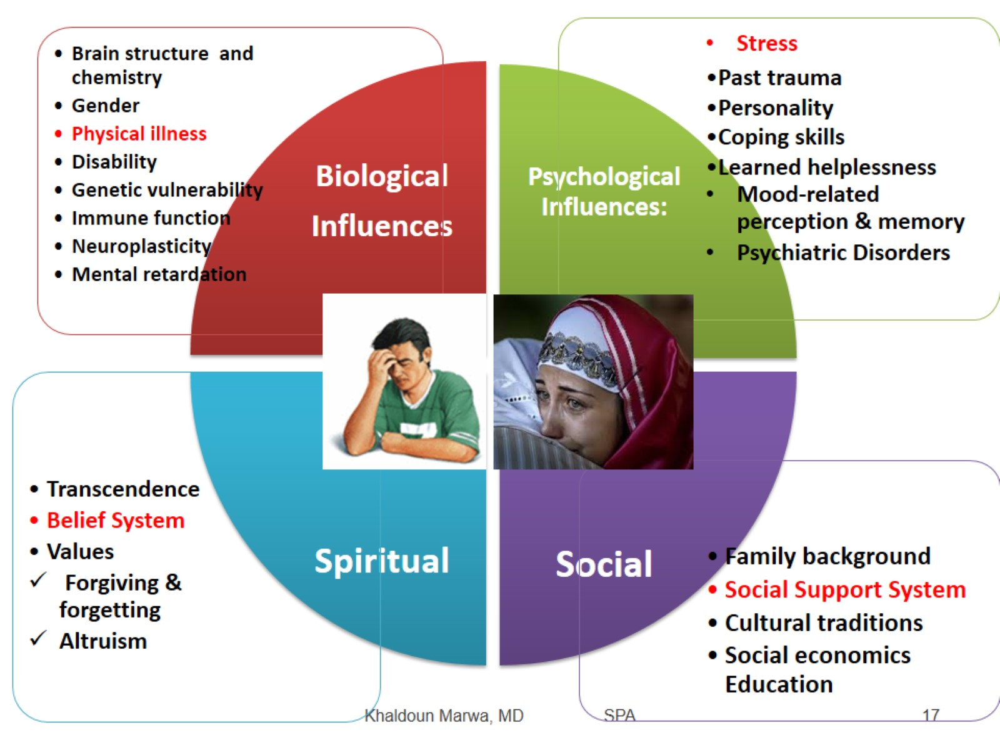 • Brain structure and
chemistry
• Gender
• Physical illness
• Disability
• Genetic vulnerability
• Immune function
• Neuroplasticity
• Mental retardation
Biological
Influences
Psychological
Influences:
• Stress
•Past trauma
•Personality
•Coping skills
•Learned helplessness
• Mood-related
perception & memory
• Psychiatric Disorders
• Transcendence
• Belief System
• Values
✓ Forgiving &
forgetting
✓ Altruism
Spiritual
Social
• Family background
• Social Support System
• Cultural traditions
• Social economics
Education
Khaldoun Marwa, MD SPA 17